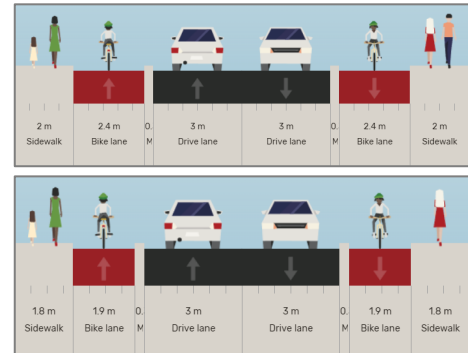 2 m 2.4 m 0. 3 m 3 m 0. 2.4 m 2 m
Sidewalk Bike lane M Drive lane Drive lane M Bike lane Sidewalk
1.8 m 1.9 m 0. 3 m 3 m 0. 1.9 m 1.8 m
Sidewalk Bike lane M Drive lane Drive lane M Bike lane Sidewalk